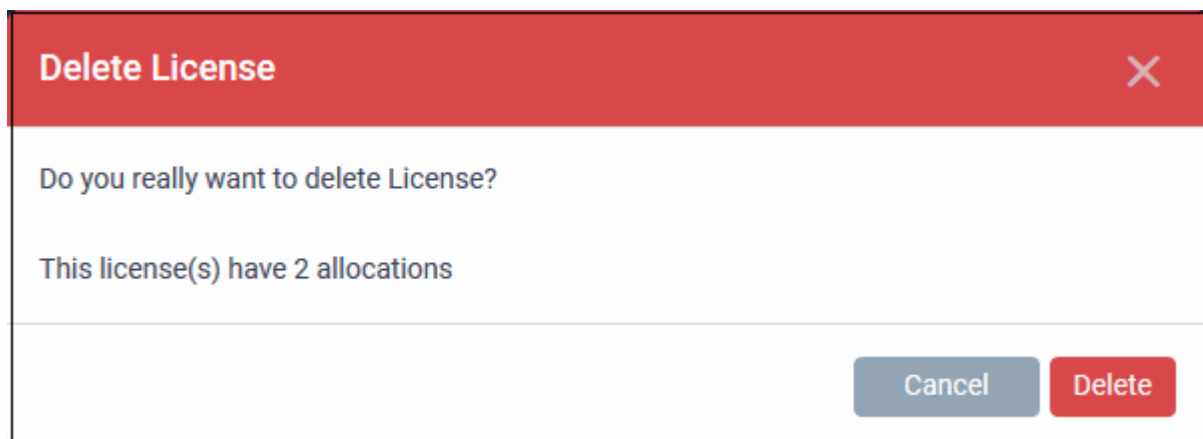 Delete License
Do you really want to delete License?
This license(s) have 2 allocations
Cancel Delete